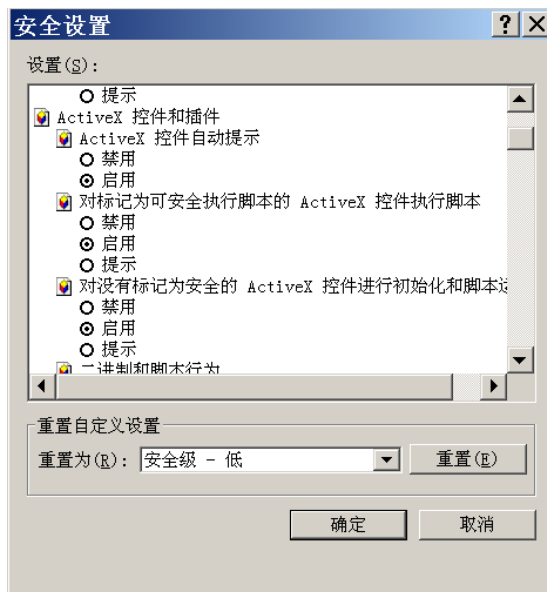 安全设置
设置(S):
提示
ActiveX 控件和插件
ActiveX 控件自动提示
禁用
启用
对标记为可安全执行脚本的 ActiveX 控件执行脚本
禁用
启用
提示
对没有标记为安全的 ActiveX 控件进行初始化和脚本运
禁用
启用
提示
二进制和脚本行为
重置自定义设置
重置为(R): 安全级 - 低 重置(E)
确定 取消